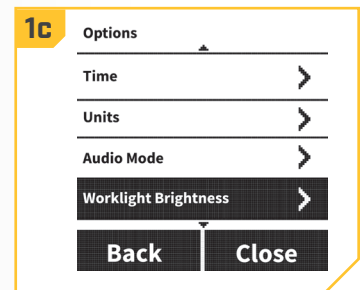 1c
Options
Time
Units
Audio Mode
Worklight Brightness
Back Close